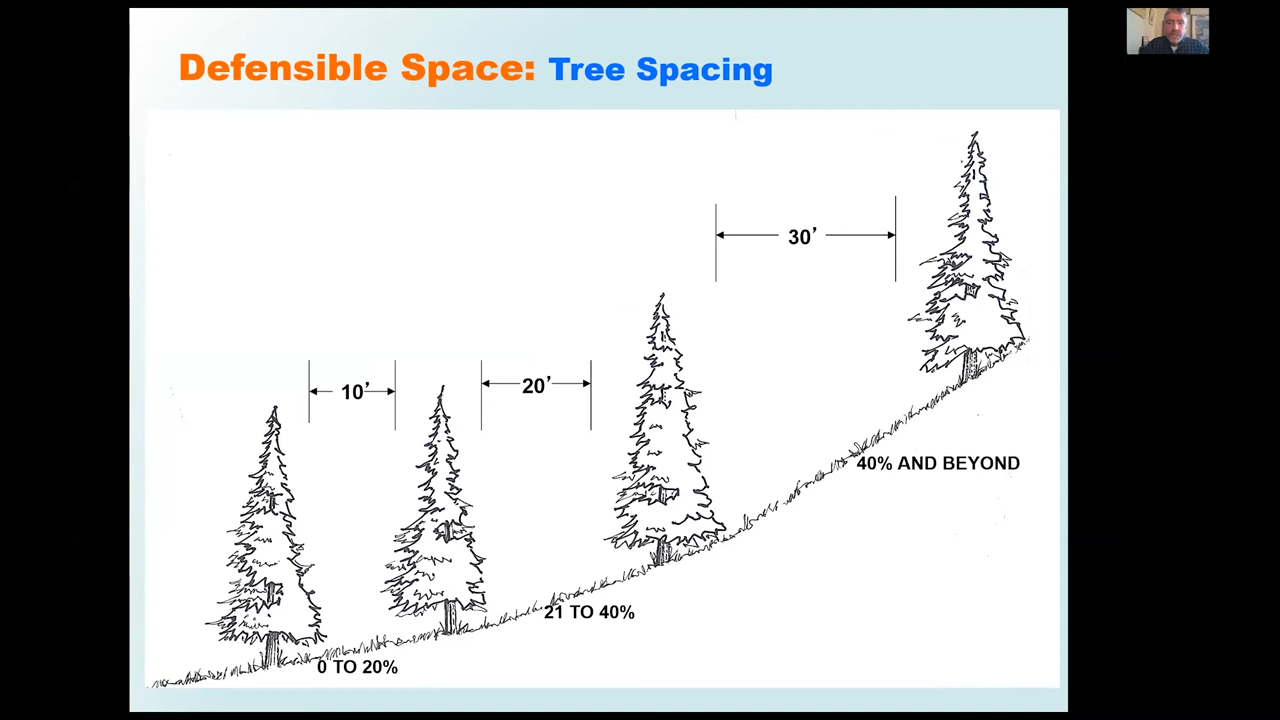 Defensible Space: Tree Spacing
30’
10’
20’
40% AND BEYOND
21 TO 40%
0 TO 20%